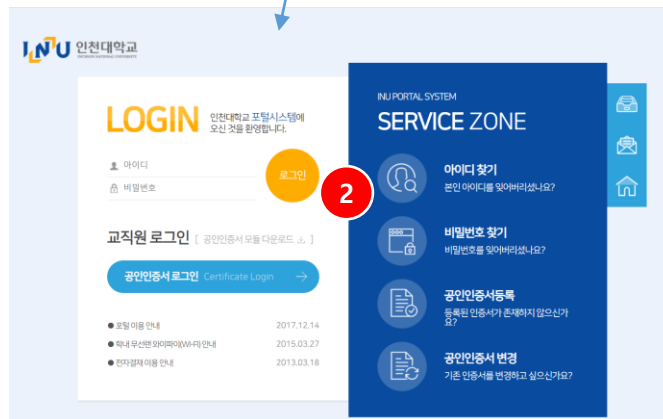 INU 인천대학교
INCHEON NATIONAL UNIVERSITY
LOGIN
인천대학교 포털시스템에
오신 것을 환영합니다.
아이디
비밀번호
로그인
2
교직원 로그인 [ 공인인증서 모듈 다운로드 ]
공인인증서 로그인 Certificate Login →
● 포털 이용 안내 2017.12.14
● 학내 무선랜 와이파이(Wi-Fi) 안내 2015.03.27
● 전자결재 이용 안내 2013.03.18
INU PORTAL SYSTEM
SERVICE ZONE
아이디 찾기
본인 아이디를 잊어버리셨나요?
비밀번호 찾기
비밀번호를 잊어버리셨나요?
공인인증서등록
등록된 인증서가 존재하지 않으신가
요?
공인인증서 변경
기존 인증서를 변경하고 싶으신가요?